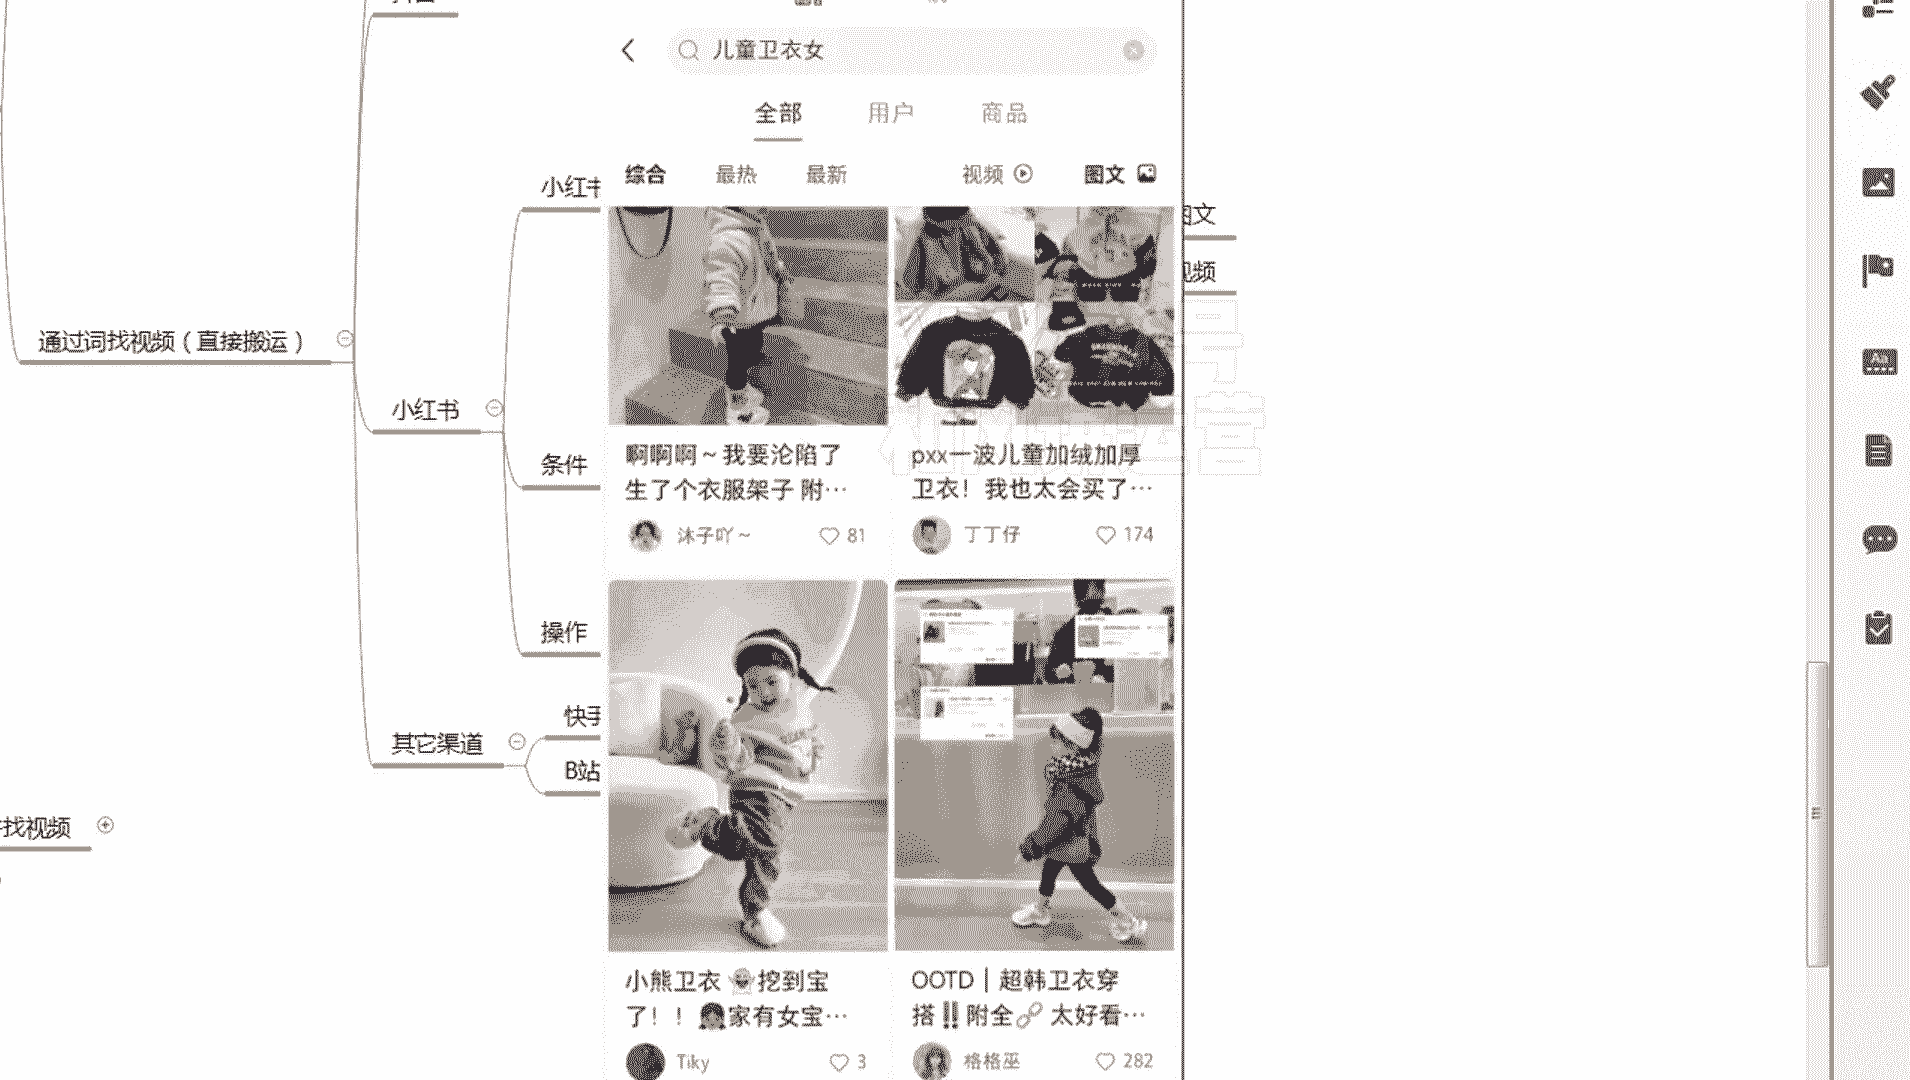 儿童卫衣女
全部
用户
商品
综合
最热
最新
视频
图文
小红书
图文
视频
通过词找视频（直接搬运）
小红书
条件
操作
其它渠道
快手
B站
找视频
啊啊啊～我要沦陷了
生了个衣服架子 附…
沐子吖～
81
pxx一波儿童加绒加厚
卫衣！我也太会买了…
丁丁仔
174
小熊卫衣 👻挖到宝
了！！👧家有女宝…
Tiky
3
OOTD｜超韩卫衣穿
搭‼️附全🔗 太好看…
格格巫
282
Aa